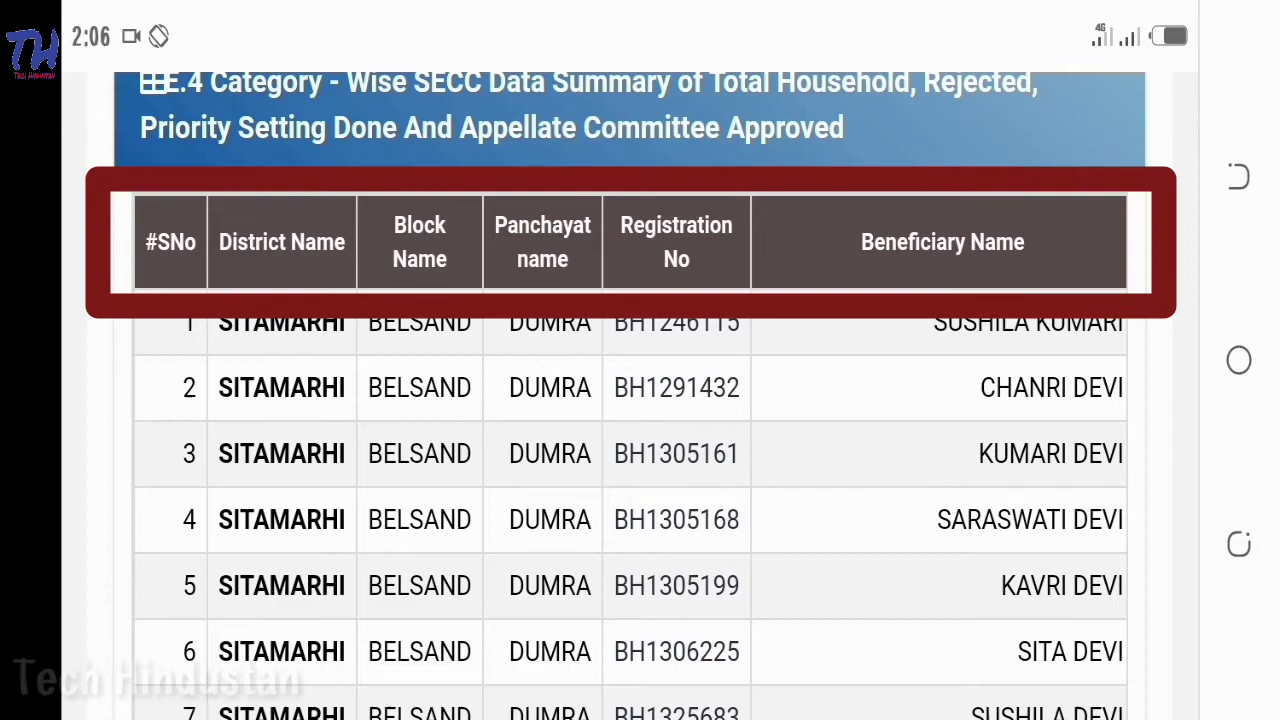 TH
Tech Hindustan
2:06
4G
E.4 Category - Wise SECC Data Summary of Total Household, Rejected,
Priority Setting Done And Appellate Committee Approved
#SNo District Name Block Name Panchayat name Registration No Beneficiary Name
1 SITAMARHI BELSAND DUMRA BH1246115 SUSHILA KUMARI
2 SITAMARHI BELSAND DUMRA BH1291432 CHANRI DEVI
3 SITAMARHI BELSAND DUMRA BH1305161 KUMARI DEVI
4 SITAMARHI BELSAND DUMRA BH1305168 SARASWATI DEVI
5 SITAMARHI BELSAND DUMRA BH1305199 KAVRI DEVI
6 SITAMARHI BELSAND DUMRA BH1306225 SITA DEVI
Tech Hindustan
7 SITAMARHI BELSAND DUMRA BH1325683 SUSHILA DEVI